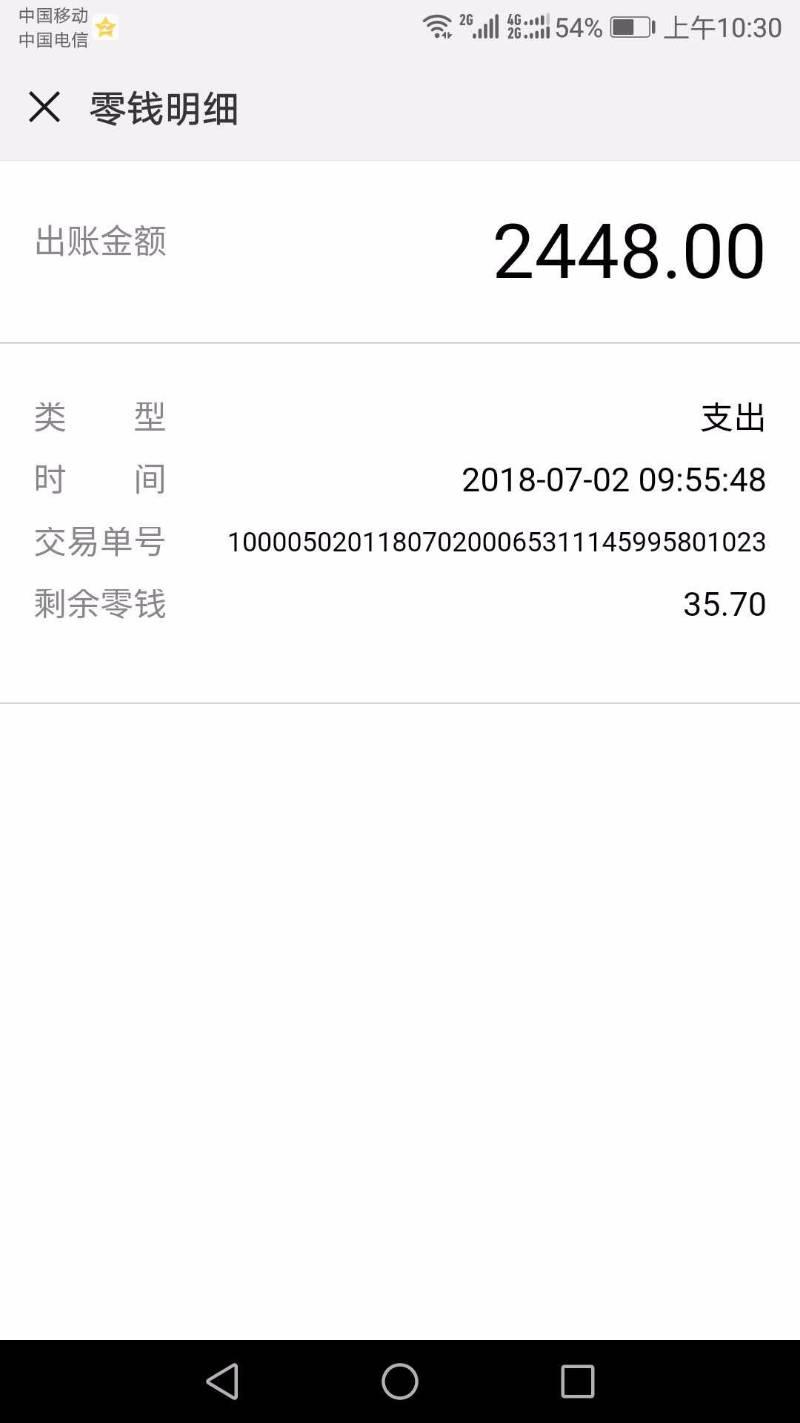 中国移动
中国电信
2G 4G 2G 54% 上午10:30
零钱明细
出账金额 2448.00
类 型 支出
时 间 2018-07-02 09:55:48
交易单号 100005020118070200065311145995801023
剩余零钱 35.70